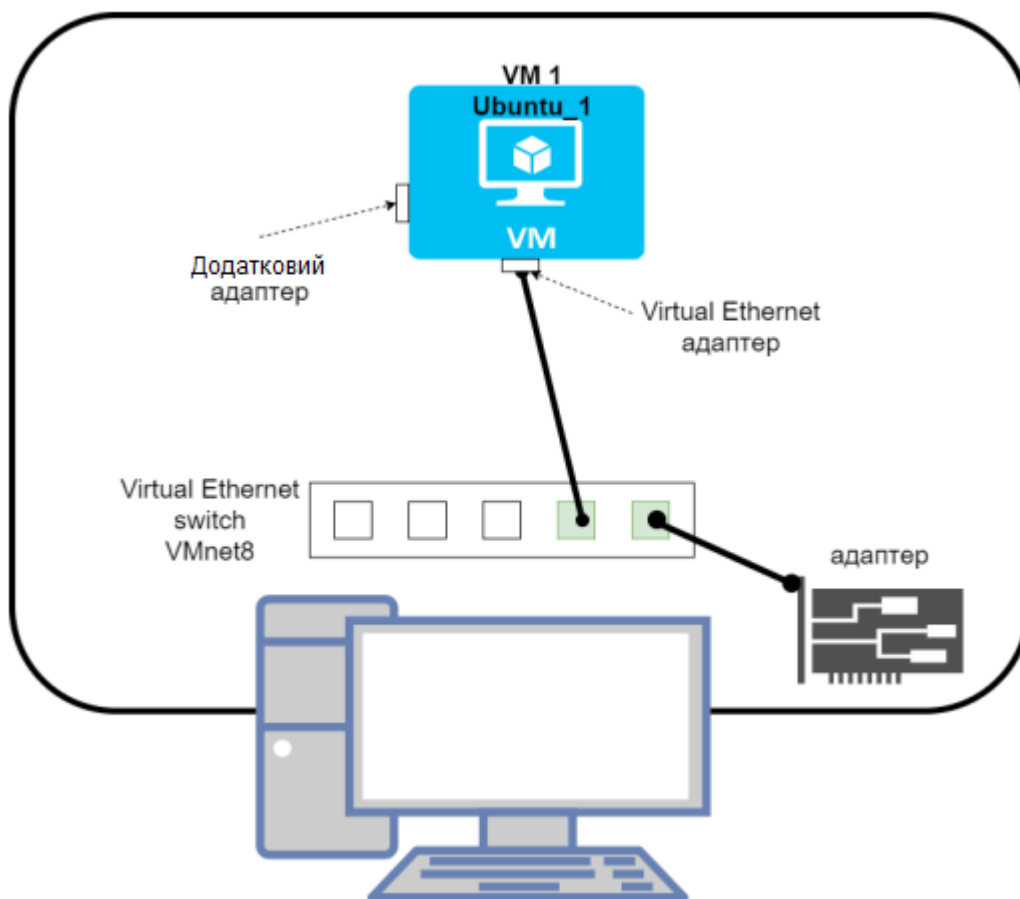 VM 1
Ubuntu_1
VM
Додатковий
адаптер
Virtual Ethernet
адаптер
Virtual Ethernet
switch
VMnet8
адаптер